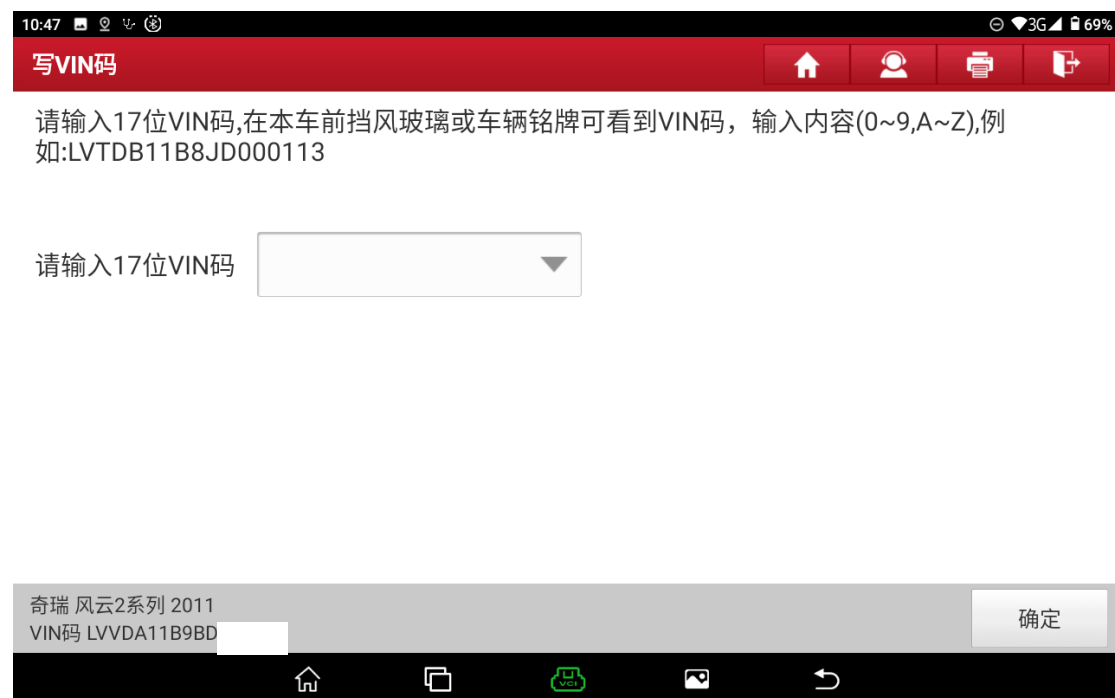 10:47
3G
69%
写VIN码
请输入17位VIN码,在本车前挡风玻璃或车辆铭牌可看到VIN码，输入内容(0~9,A~Z),例
如:LVTDB11B8JD000113
请输入17位VIN码
奇瑞 风云2系列 2011
VIN码 LVVDA11B9BD
确定
VCI